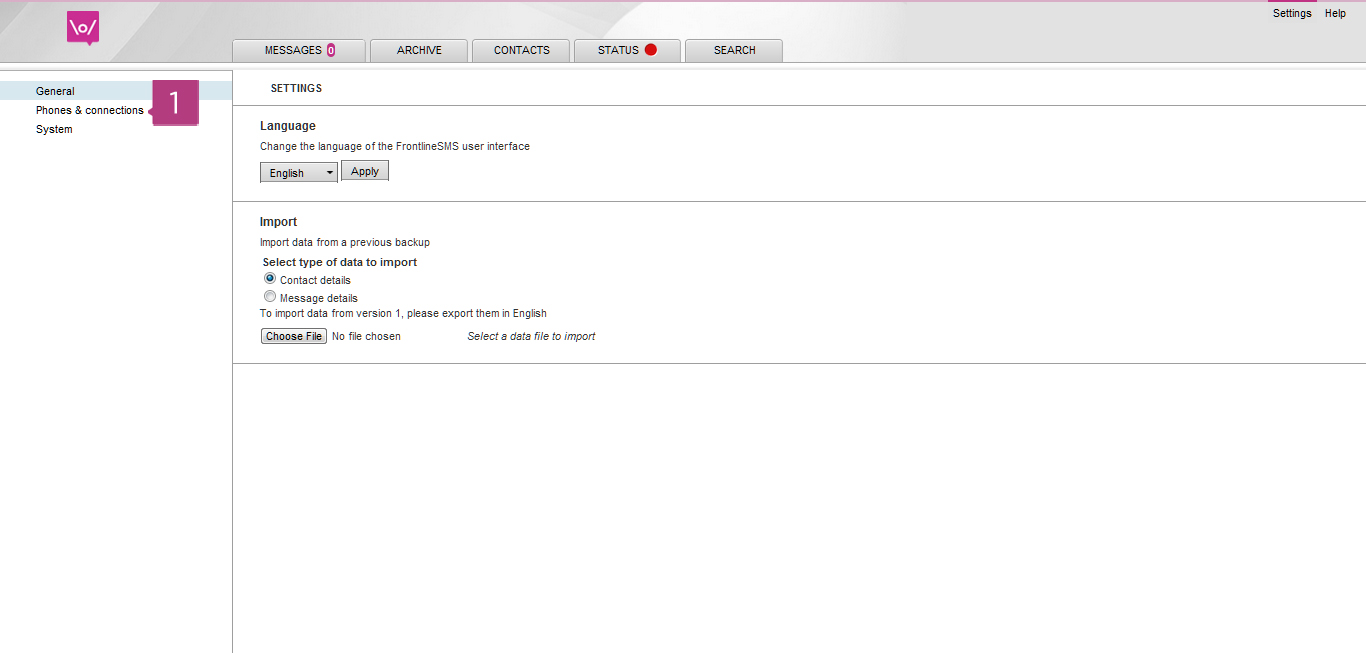 \o/
Settings Help
MESSAGES 0 ARCHIVE CONTACTS STATUS SEARCH
General
Phones & connections
System
1
SETTINGS
Language
Change the language of the FrontlineSMS user interface
English Apply
Import
Import data from a previous backup
Select type of data to import
Contact details
Message details
To import data from version 1, please export them in English
Choose File No file chosen Select a data file to import